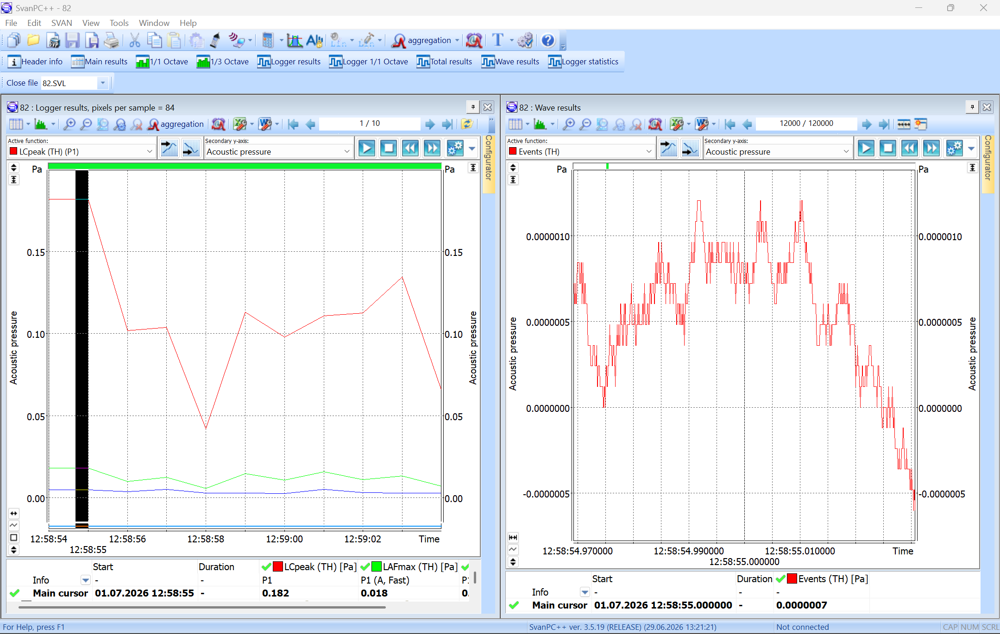 SvanPC++ - 82
File Edit SVAN View Tools Window Help
aggregation
Header info Main results 1/1 Octave 1/3 Octave Logger results Logger 1/1 Octave Total results Wave results Logger statistics
Close file 82.SVL
82 : Logger results, pixels per sample = 84
aggregation 1 / 10
Active function:
LCpeak (TH) (P1)
Secondary y-axis:
Acoustic pressure
Configurator
Pa Pa
0.15 0.15
0.10 0.10
0.05 0.05
0.00 0.00
Acoustic pressure
Acoustic pressure
12:58:54 12:58:56 12:58:58 12:59:00 12:59:02 Time
12:58:55
Start Duration LCpeak (TH) [Pa] LAFmax (TH) [Pa]
Info - - P1 P1 (A, Fast)
Main cursor 01.07.2026 12:58:55 - 0.182 0.018
82 : Wave results
12000 / 120000
Active function:
Events (TH)
Secondary y-axis:
Acoustic pressure
Configurator
Pa Pa
0.0000010 0.0000010
0.0000005 0.0000005
0.0000000 0.0000000
-0.0000005 -0.0000005
Acoustic pressure
Acoustic pressure
12:58:54.970000 12:58:54.990000 12:58:55.010000 Time
12:58:55.000000
Start Duration Events (TH) [Pa]
Info - - -
Main cursor 01.07.2026 12:58:55.000000 - 0.0000007
For Help, press F1 SvanPC++ ver. 3.5.19 (RELEASE) (29.06.2026 13:21:21) Not connected CAP NUM SCRL